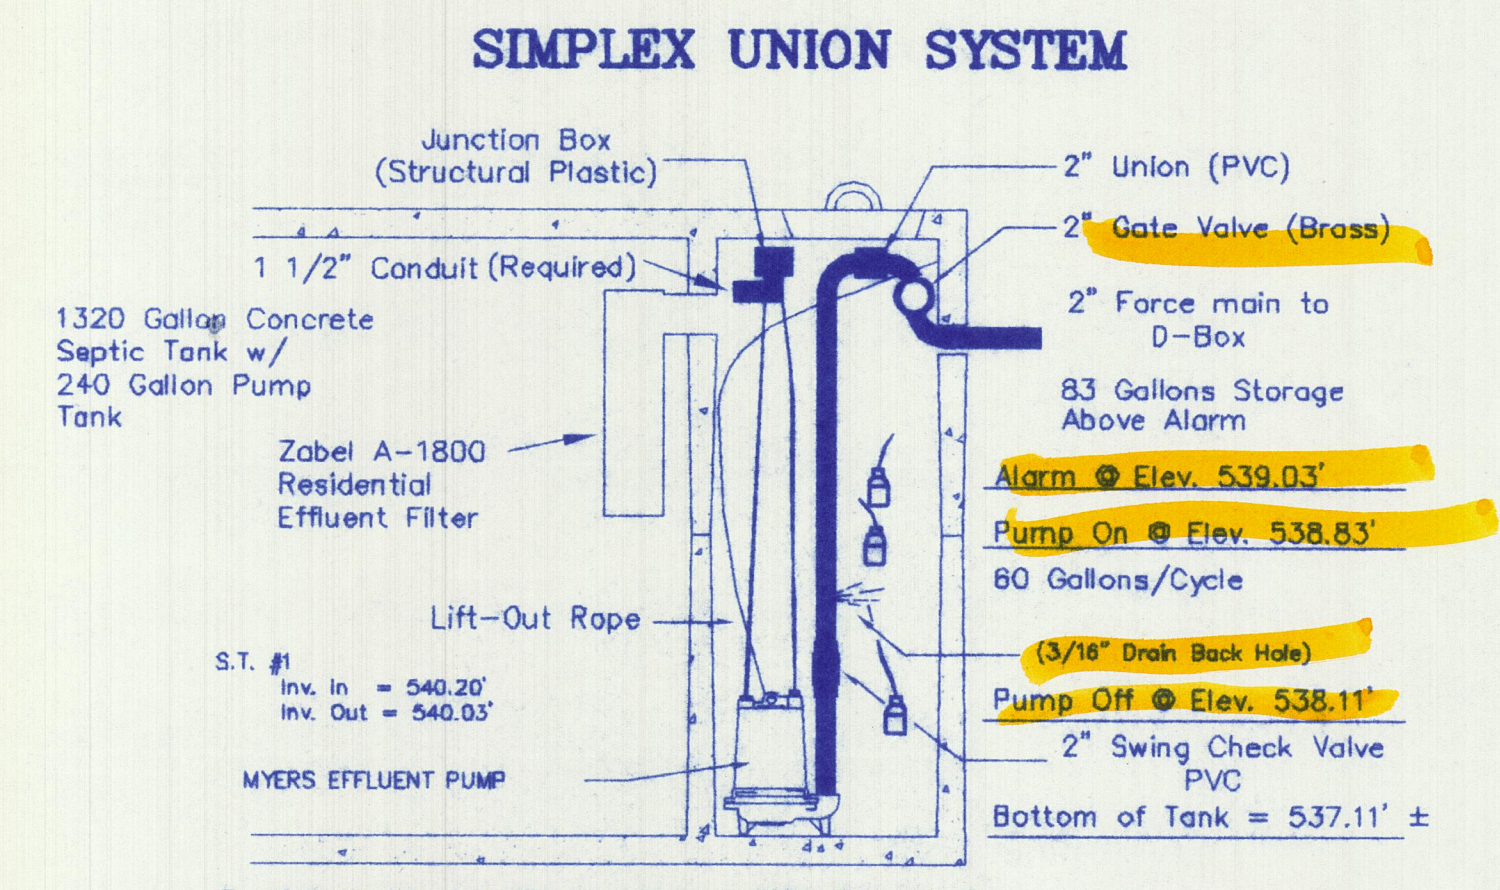 SIMPLEX UNION SYSTEM
Junction Box
(Structural Plastic)
2" Union (PVC)
2" Gate Valve (Brass)
1 1/2" Conduit (Required)
1320 Gallon Concrete
Septic Tank w/
240 Gallon Pump
Tank
2" Force main to
D-Box
83 Gallons Storage
Above Alarm
Zabel A-1800
Residential
Effluent Filter
Alarm @ Elev. 539.03'
Pump On @ Elev. 538.83'
60 Gallons/Cycle
Lift-Out Rope
(3/16" Drain Back Hole)
S.T. #1
Inv. In = 540.20'
Inv. Out = 540.03'
Pump Off @ Elev. 538.11'
2" Swing Check Valve
PVC
MYERS EFFLUENT PUMP
Bottom of Tank = 537.11' ±